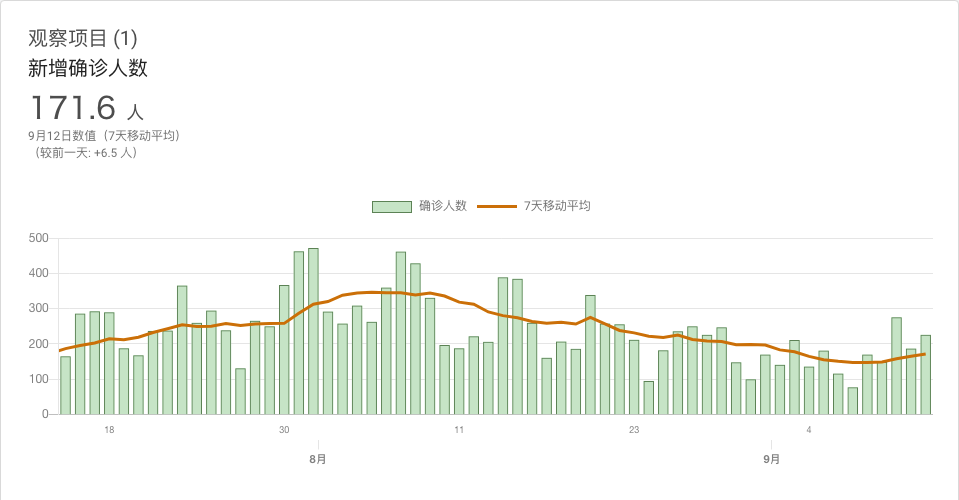 观察项目 (1)
新增确诊人数
171.6 人
9月12日数值（7天移动平均）
（较前一天: +6.5 人）
确诊人数 7天移动平均
500
400
300
200
100
0
18 30 11 23 4
8月 9月